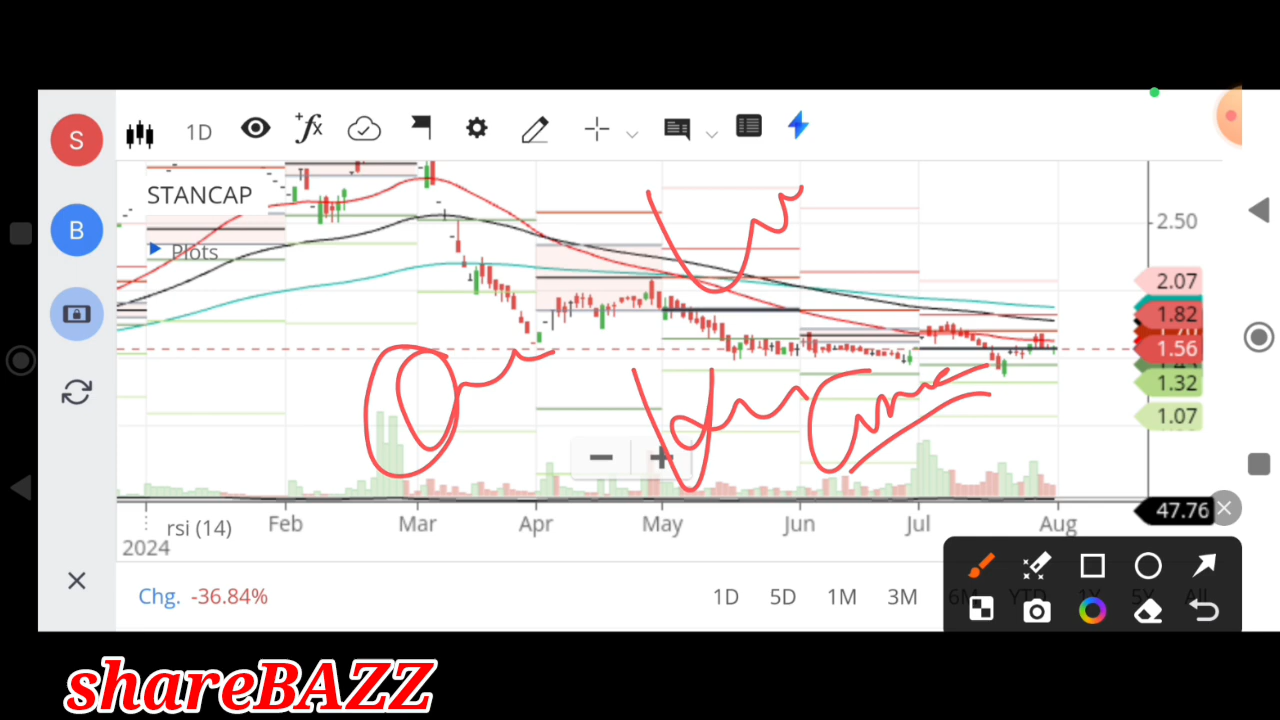 S
1D
fx
2.50
STANCAP
B
Plots
2.07
1.82
1.56
1.32
1.07
47.76
rsi (14)
Feb
Mar
Apr
May
Jun
Jul
Aug
2024
Chg. -36.84%
1D
5D
1M
3M
shareBAZZ